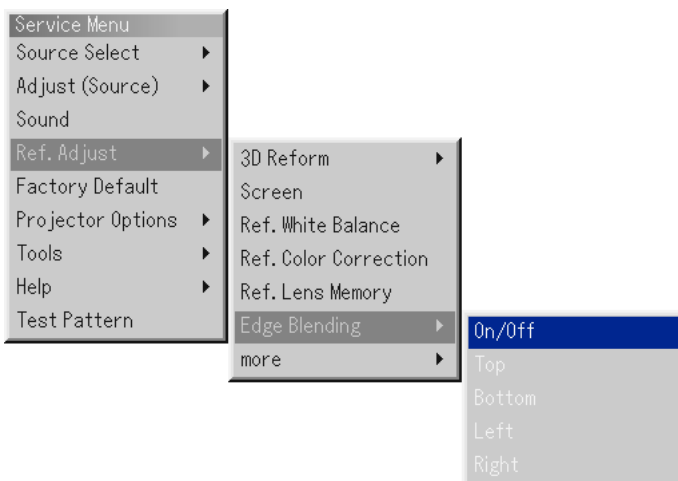 Service Menu
Source Select
Adjust (Source)
Sound
Ref. Adjust
Factory Default
Projector Options
Tools
Help
Test Pattern
3D Reform
Screen
Ref. White Balance
Ref. Color Correction
Ref. Lens Memory
Edge Blending
more
On/Off
Top
Bottom
Left
Right